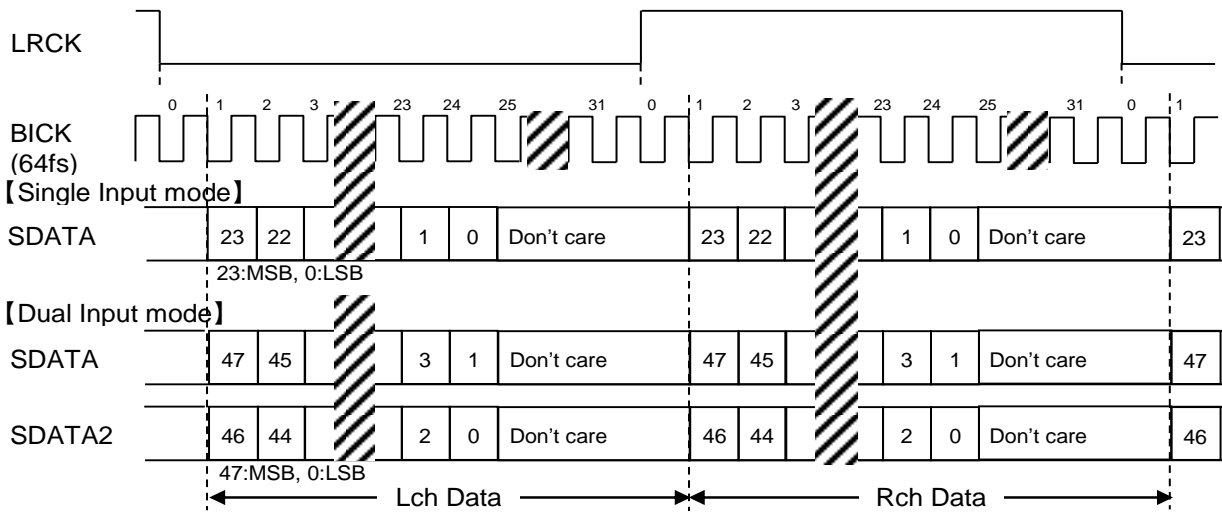 LRCK
0 1 2 3 23 24 25 31 0 1 2 3 23 24 25 31 0 1
BICK
(64fs)
【Single Input mode】
SDATA 23 22 1 0 Don't care 23 22 1 0 Don't care 23
23:MSB, 0:LSB
【Dual Input mode】
SDATA 47 45 3 1 Don't care 47 45 3 1 Don't care 47
SDATA2 46 44 2 0 Don't care 46 44 2 0 Don't care 46
47:MSB, 0:LSB
Lch Data Rch Data